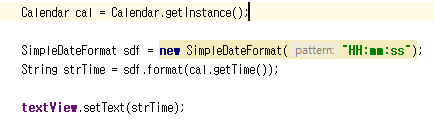 Calendar cal = Calendar.getInstance();
SimpleDateFormat sdf = new SimpleDateFormat( pattern: "HH:mm:ss");
String strTime = sdf.format(cal.getTime());
textView.setText(strTime);